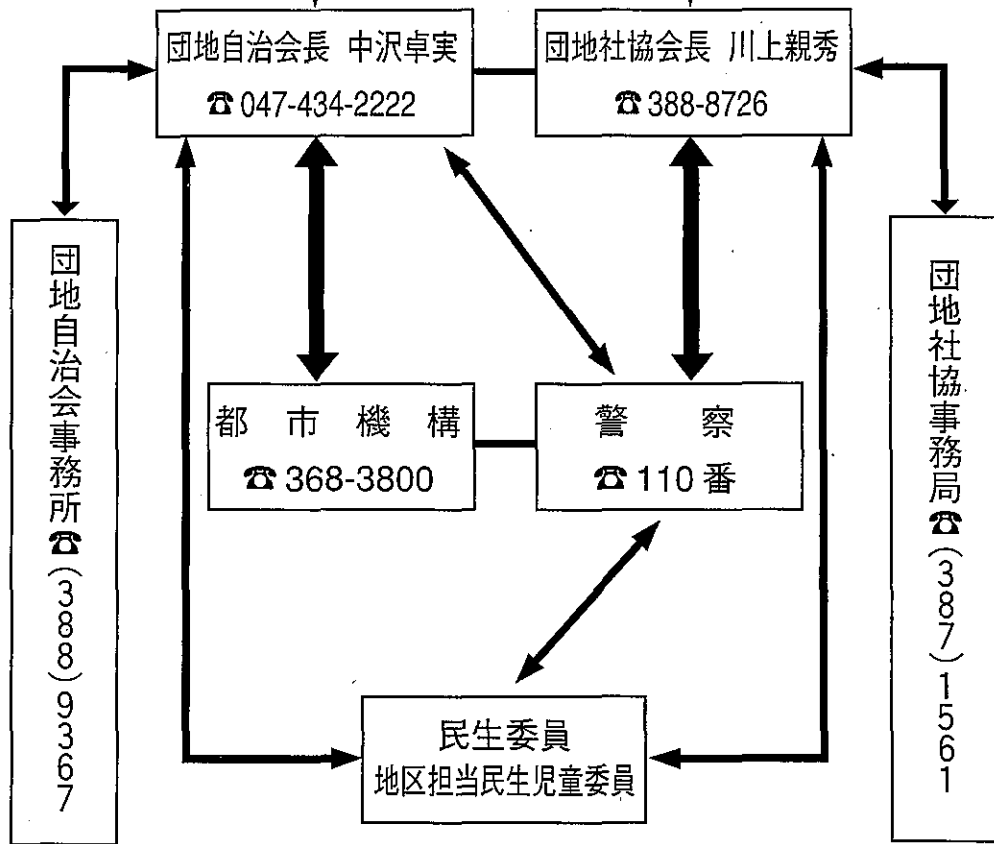 団地自治会長 中沢卓実
☎047-434-2222
団地社協会長 川上親秀
☎388-8726
団地自治会事務所☎(388)9367
都市機構
☎368-3800
警察
☎110番
団地社協事務局☎(387)1561
民生委員
地区担当民生児童委員